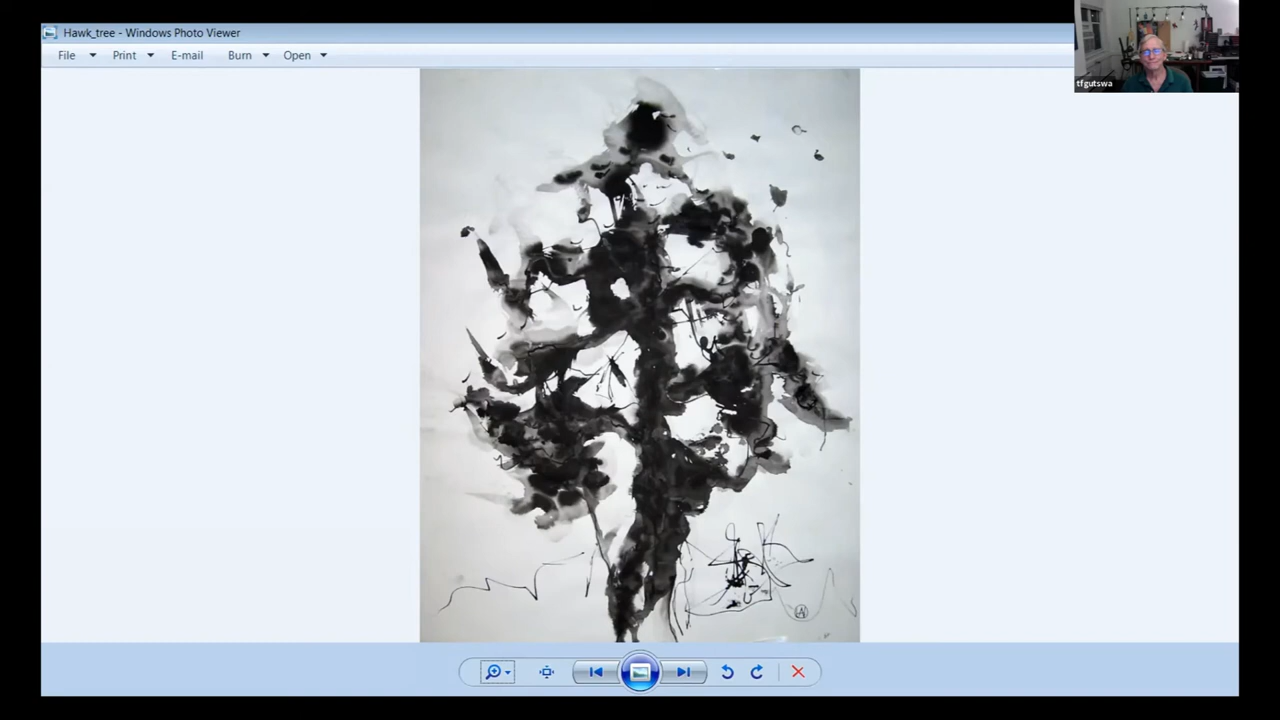 Hawk_tree - Windows Photo Viewer
File Print E-mail Burn Open
tfgutswa